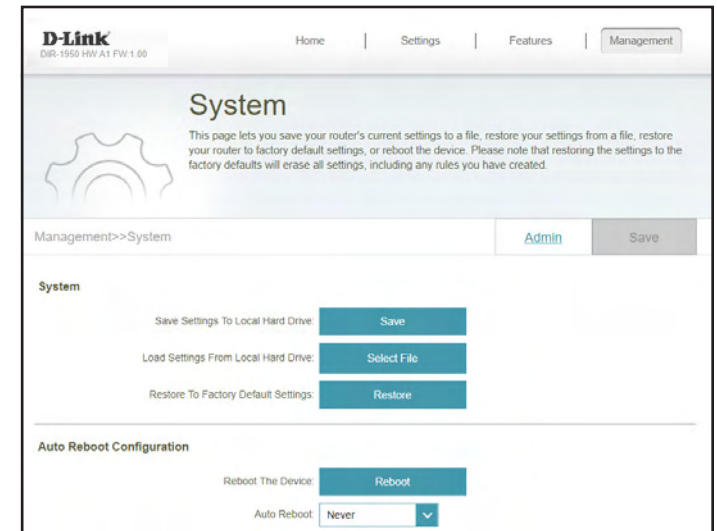 D-Link
DIR-1950 HW:A1 FW:1.00
Home | Settings | Features | Management
System
This page lets you save your router's current settings to a file, restore your settings from a file, restore
your router to factory default settings, or reboot the device. Please note that restoring the settings to the
factory defaults will erase all settings, including any rules you have created.
Management>>System
Admin
Save
System
Save Settings To Local Hard Drive: Save
Load Settings From Local Hard Drive: Select File
Restore To Factory Default Settings: Restore
Auto Reboot Configuration
Reboot The Device: Reboot
Auto Reboot: Never